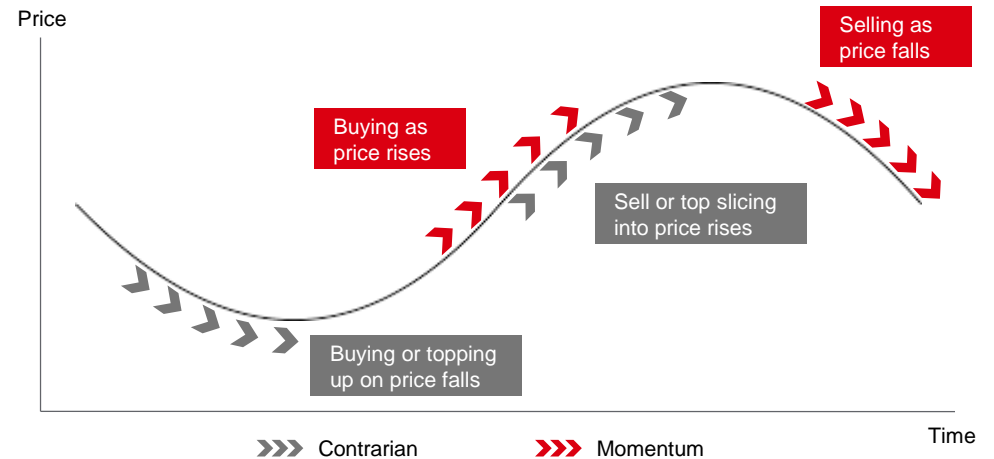 Price
Selling as
price falls
Buying as
price rises
Sell or top slicing
into price rises
Buying or topping
up on price falls
Time
Contrarian
Momentum